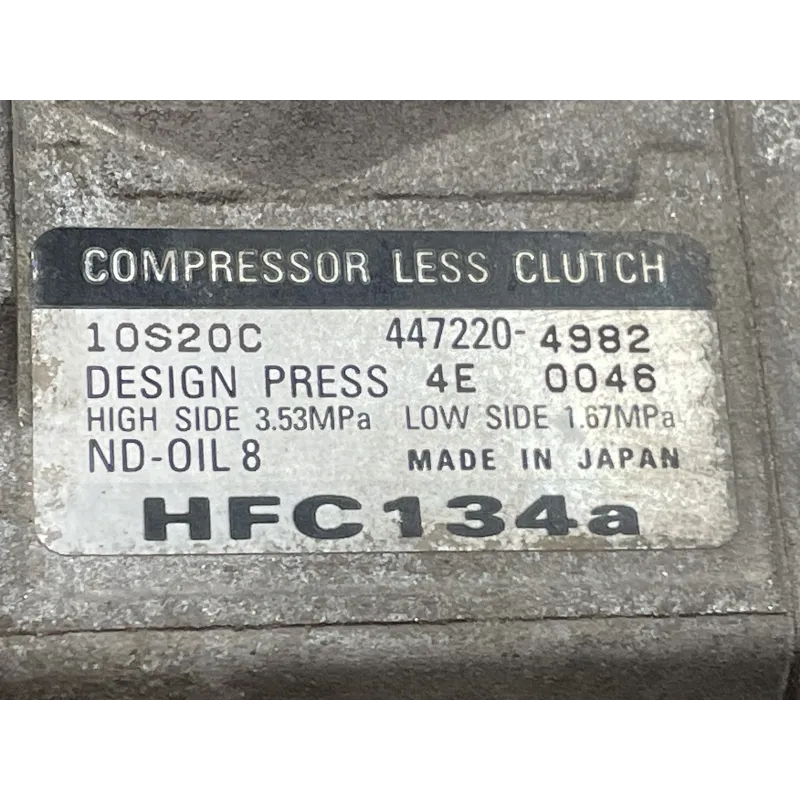 COMPRESSOR LESS CLUTCH
10S20C 447220-4982
DESIGN PRESS 4E 0046
HIGH SIDE 3.53MPa LOW SIDE 1.67MPa
ND-OIL 8 MADE IN JAPAN
HFC134a